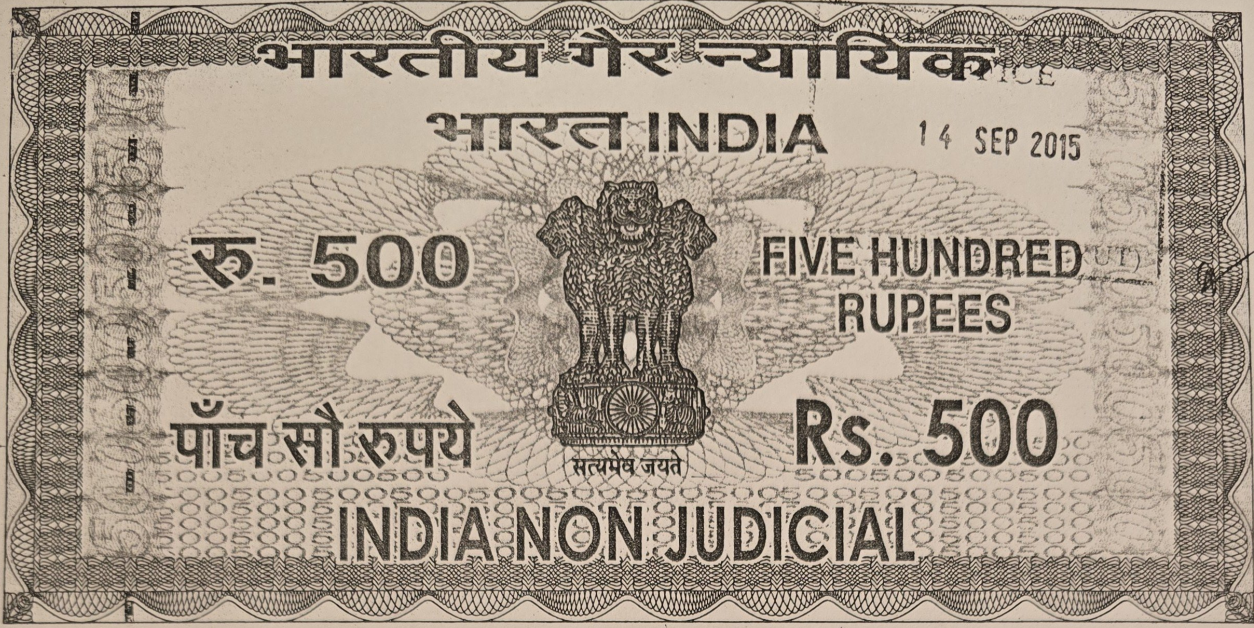 भारतीय गैर न्यायिक
भारत INDIA
14 SEP 2015
रु. 500
FIVE HUNDRED
RUPEES
पाँच सौ रुपये
Rs. 500
सत्यमेव जयते
INDIA NON JUDICIAL